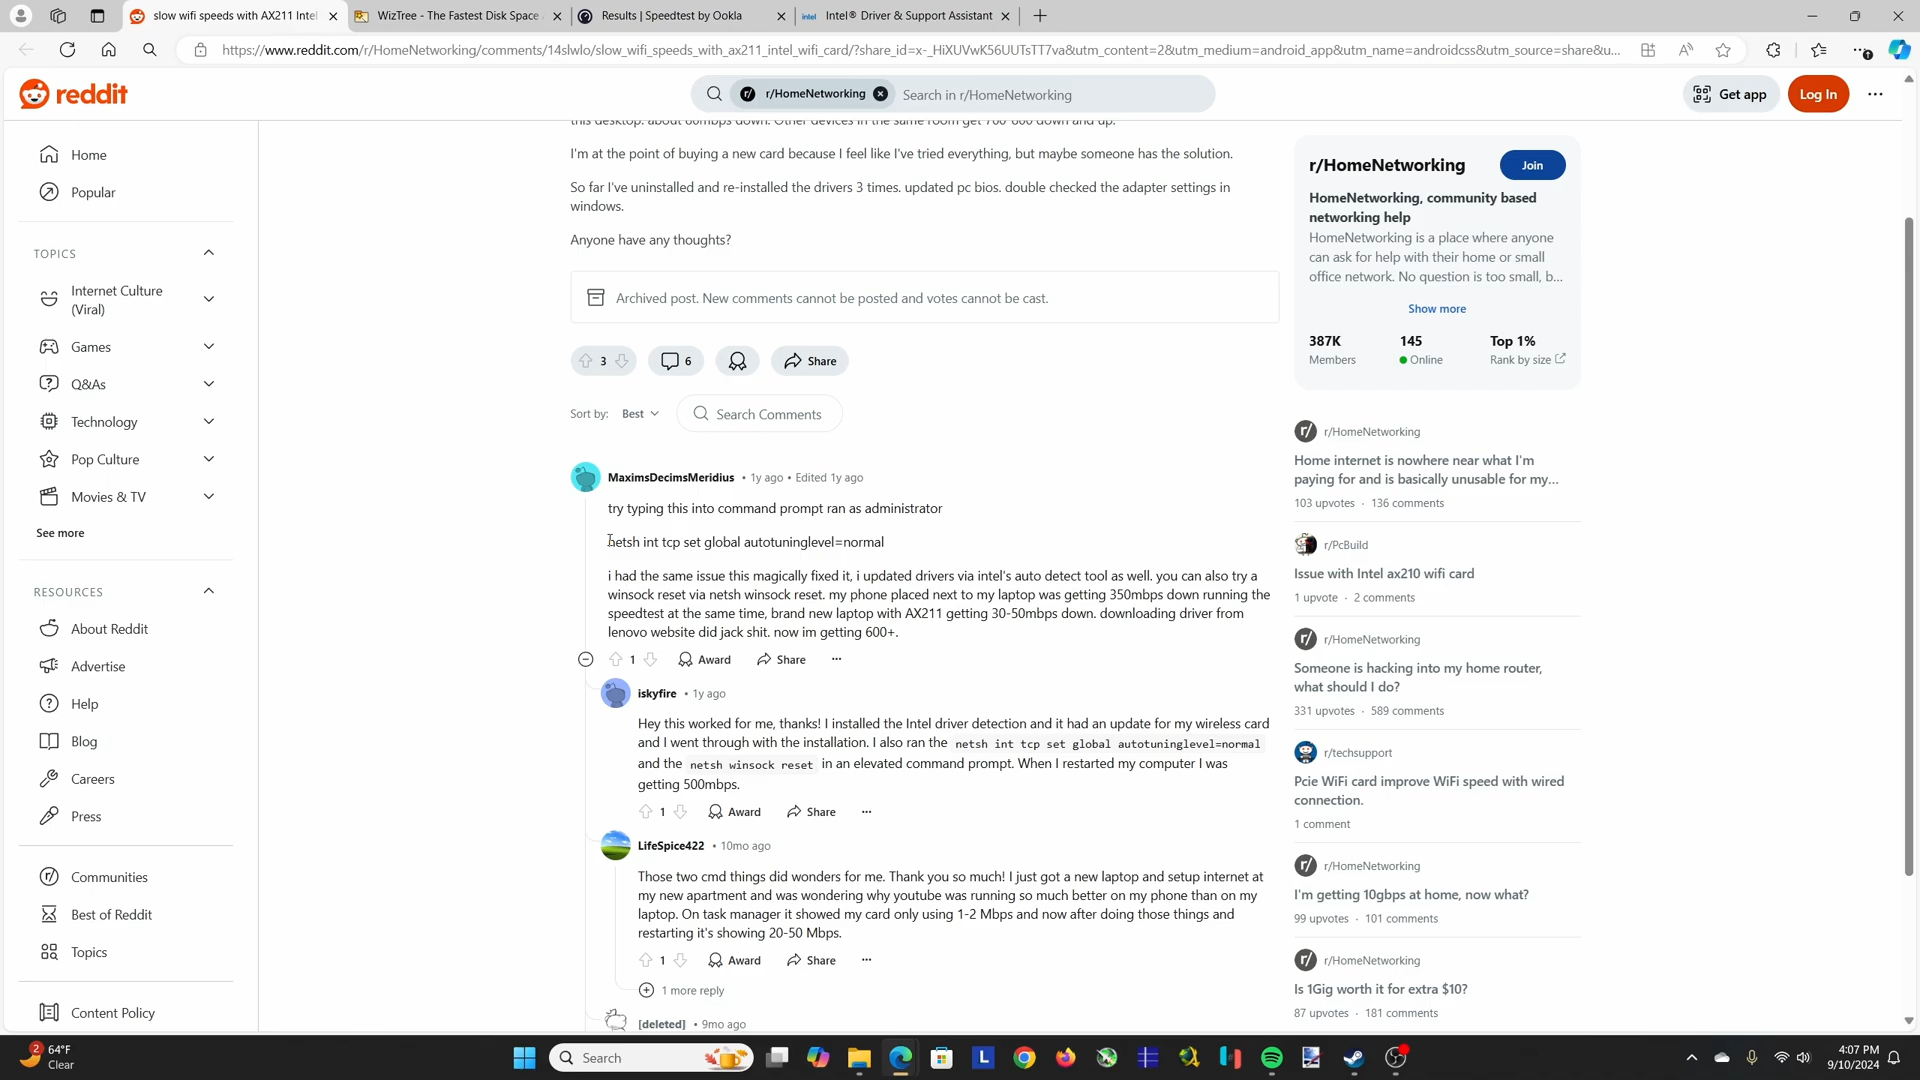 slow wifi speeds with AX211 Intel
WizTree - The Fastest Disk Space
Results | Speedtest by Ookla
intel Intel® Driver & Support Assistant
https://www.reddit.com/r/HomeNetworking/comments/14slwlo/slow_wifi_speeds_with_ax211_intel_wifi_card/?share_id=x-_HiXUVwK56UUTsTT7va&utm_content=2&utm_medium=android_app&utm_name=androidcss&utm_source=share&u...
reddit
r/ r/HomeNetworking
Search in r/HomeNetworking
Get app
Log In
Home
Popular
TOPICS
Internet Culture
(Viral)
Games
Q&As
Technology
Pop Culture
Movies & TV
See more
RESOURCES
About Reddit
Advertise
Help
Blog
Careers
Press
Communities
Best of Reddit
Topics
Content Policy
this desktop. about 60mbps down. Other devices in the same room get 700-800 down and up.
I'm at the point of buying a new card because I feel like I've tried everything, but maybe someone has the solution.
So far I've uninstalled and re-installed the drivers 3 times. updated pc bios. double checked the adapter settings in
windows.
Anyone have any thoughts?
Archived post. New comments cannot be posted and votes cannot be cast.
3
6
Share
Sort by: Best
Search Comments
MaximsDecimsMeridius • 1y ago • Edited 1y ago
try typing this into command prompt ran as administrator
netsh int tcp set global autotuninglevel=normal
i had the same issue this magically fixed it, i updated drivers via intel's auto detect tool as well. you can also try a
winsock reset via netsh winsock reset. my phone placed next to my laptop was getting 350mbps down running the
speedtest at the same time, brand new laptop with AX211 getting 30-50mbps down. downloading driver from
lenovo website did jack shit. now im getting 600+.
1 Award Share ...
iskyfire • 1y ago
Hey this worked for me, thanks! I installed the Intel driver detection and it had an update for my wireless card
and I went through with the installation. I also ran the netsh int tcp set global autotuninglevel=normal
and the netsh winsock reset in an elevated command prompt. When I restarted my computer I was
getting 500mbps.
1 Award Share ...
LifeSpice422 • 10mo ago
Those two cmd things did wonders for me. Thank you so much! I just got a new laptop and setup internet at
my new apartment and was wondering why youtube was running so much better on my phone than on my
laptop. On task manager it showed my card only using 1-2 Mbps and now after doing those things and
restarting it's showing 20-50 Mbps.
1 Award Share ...
1 more reply
[deleted] • 9mo ago
r/HomeNetworking
Join
HomeNetworking, community based
networking help
HomeNetworking is a place where anyone
can ask for help with their home or small
office network. No question is too small, b...
Show more
387K 145 Top 1%
Members Online Rank by size
r/ r/HomeNetworking
Home internet is nowhere near what I'm
paying for and is basically unusable for my...
103 upvotes · 136 comments
r/PcBuild
Issue with Intel ax210 wifi card
1 upvote · 2 comments
r/ r/HomeNetworking
Someone is hacking into my home router,
what should I do?
331 upvotes · 589 comments
r/techsupport
Pcie WiFi card improve WiFi speed with wired
connection.
1 comment
r/ r/HomeNetworking
I'm getting 10gbps at home, now what?
99 upvotes · 101 comments
r/ r/HomeNetworking
Is 1Gig worth it for extra $10?
87 upvotes · 181 comments
2
64°F
Clear
Search
L
4:07 PM
9/10/2024